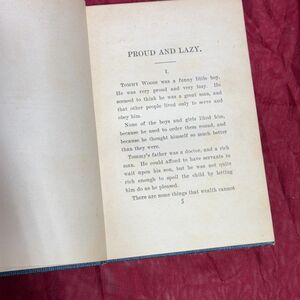 PROUD AND LAZY.
I.
Tommy Woggs was a funny little boy.
He was very proud and very lazy. He
seemed to think he was a great man, and
that other people lived only to serve and
obey him.
None of the boys and girls liked him,
because he used to order them round, and
because he thought himself so much better
than they were.
Tommy's father was a doctor, and a rich
man. He could afford to have servants to
wait upon his son, but he was not quite
rich enough to spoil the child by letting
him do as he pleased.
There are some things that wealth cannot
5